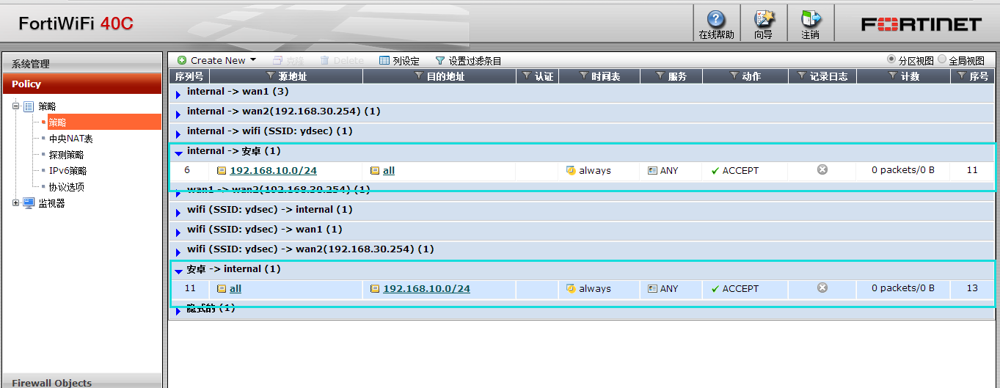 FortiWiFi 40C
在线帮助
向导
注销
FORTINET
系统管理
Policy
策略
策略
中央NAT表
探测策略
IPv6策略
协议选项
监视器
Firewall Objects
Create New 克隆 Delete 列设定 设置过滤条目 分区视图 全局视图
序列号 源地址 目的地址 认证 时间表 服务 动作 记录日志 计数 序号
internal -> wan1 (3)
internal -> wan2(192.168.30.254) (1)
internal -> wifi (SSID: ydsec) (1)
internal -> 安卓 (1)
6 192.168.10.0/24 all always ANY ACCEPT 0 packets/0 B 11
wan1 -> wan2(192.168.30.254) (1)
wifi (SSID: ydsec) -> internal (1)
wifi (SSID: ydsec) -> wan1 (1)
wifi (SSID: ydsec) -> wan2(192.168.30.254) (1)
安卓 -> internal (1)
11 all 192.168.10.0/24 always ANY ACCEPT 0 packets/0 B 13
隐式的 (1)